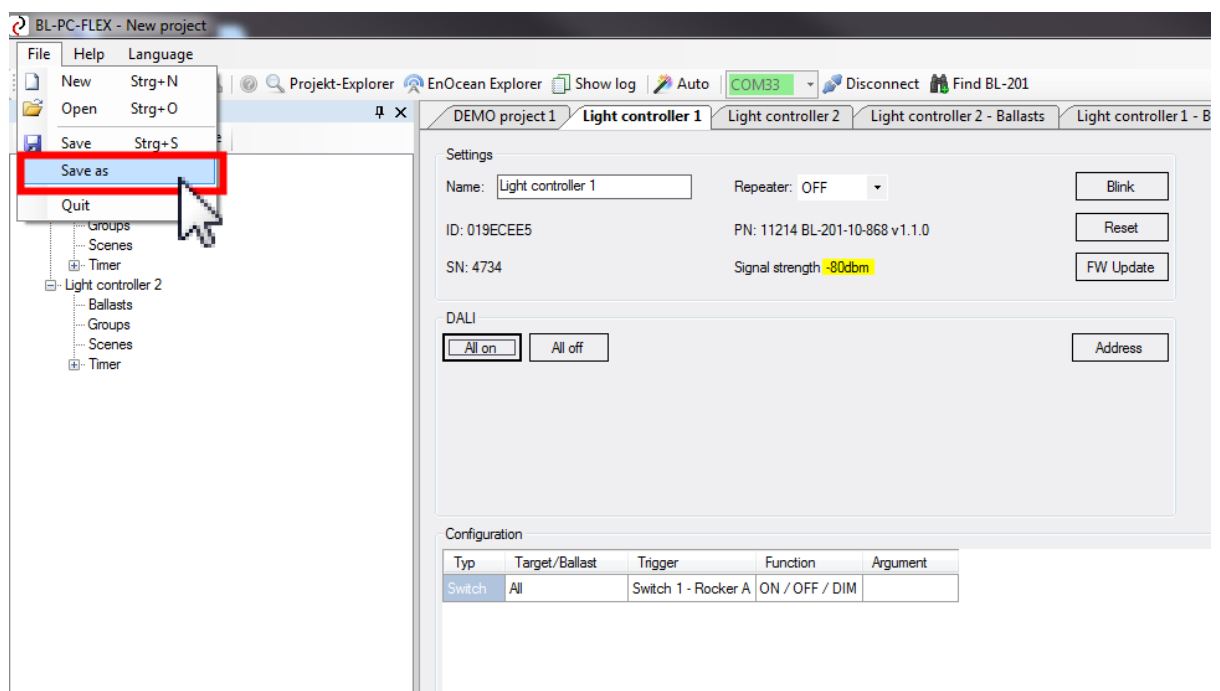 BL-PC-FLEX - New project
File Help Language
New Strg+N
Projekt-Explorer EnOcean Explorer Show log Auto COM33 Disconnect Find BL-201
Open Strg+O
Save Strg+S
Save as
Quit
Groups
Scenes
Timer
Light controller 2
Ballasts
Groups
Scenes
Timer
DEMO project 1 Light controller 1 Light controller 2 Light controller 2 - Ballasts Light controller 1 - B
Settings
Name: Light controller 1 Repeater: OFF Blink
ID: 019ECEE5 PN: 11214 BL-201-10-868 v1.1.0 Reset
SN: 4734 Signal strength -80dbm FW Update
DALI
All on All off Address
Configuration
Typ Target/Ballast Trigger Function Argument
Switch All Switch 1 - Rocker A ON / OFF / DIM